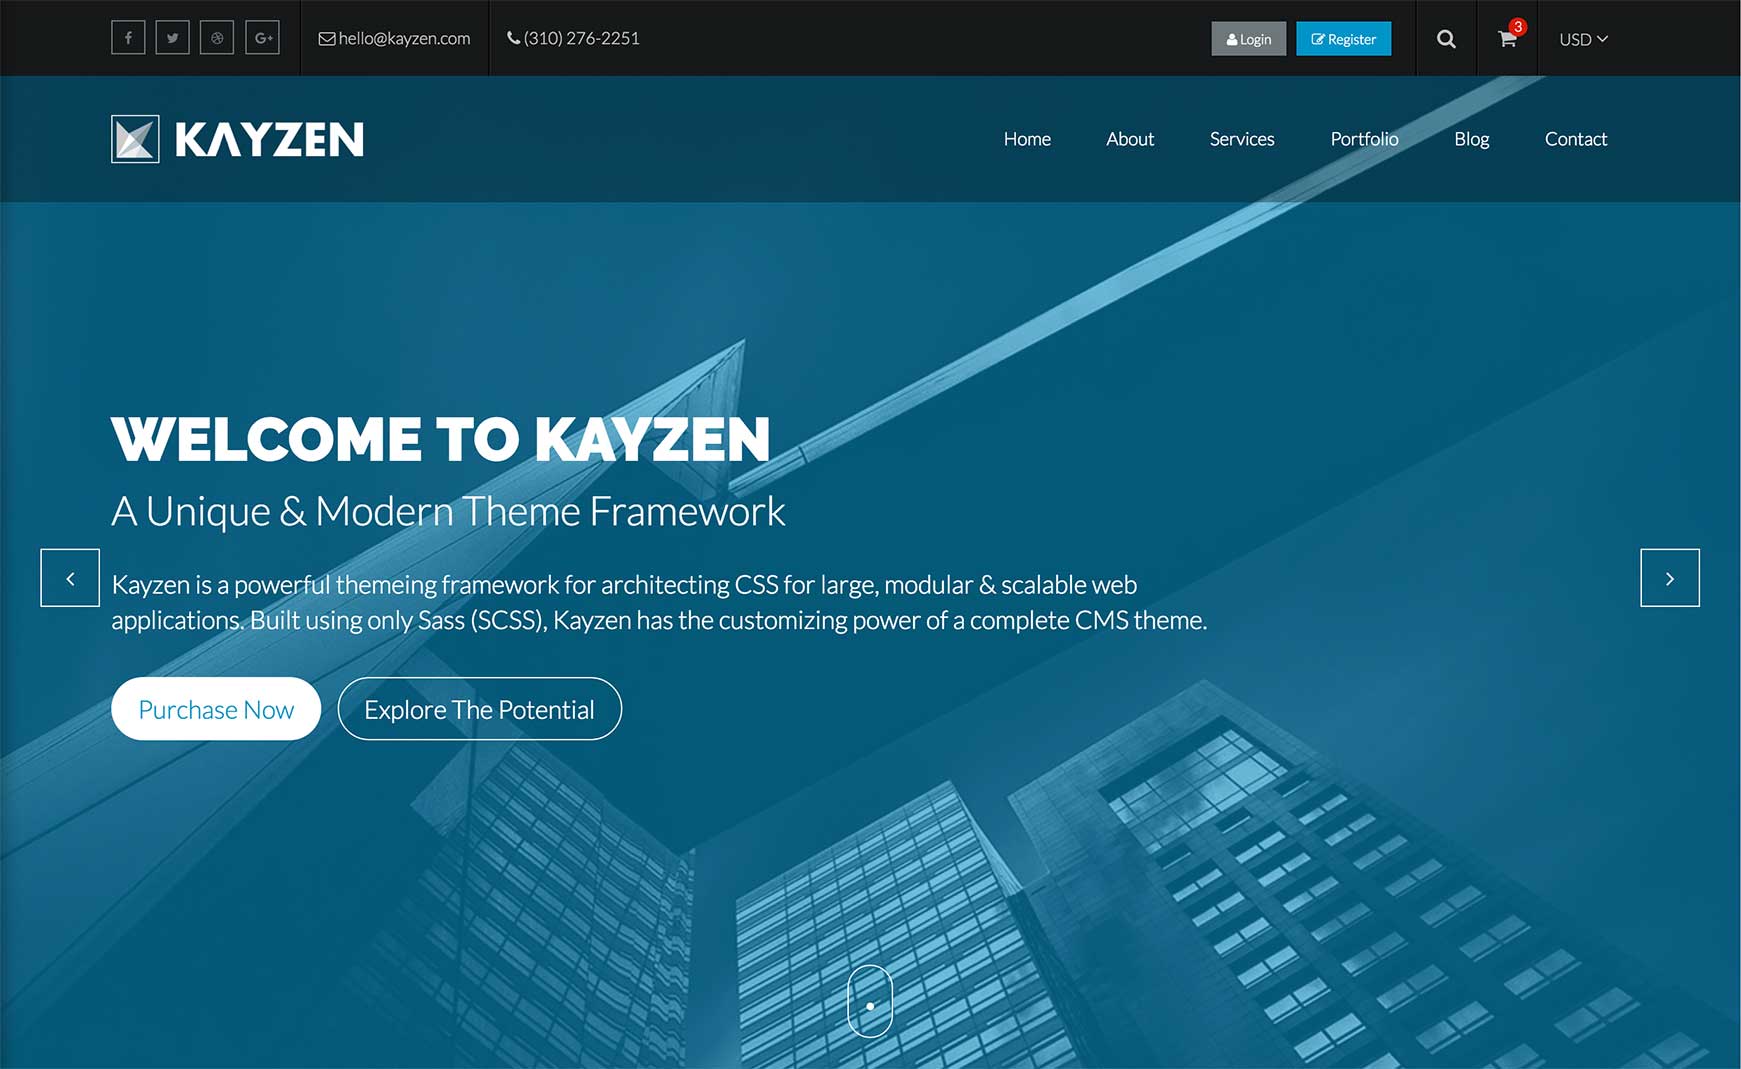 hello@kayzen.com
(310) 276-2251
Login
Register
3
USD
KAYZEN
Home
About
Services
Portfolio
Blog
Contact
WELCOME TO KAYZEN
A Unique & Modern Theme Framework
Kayzen is a powerful themeing framework for architecting CSS for large, modular & scalable web
applications. Built using only Sass (SCSS), Kayzen has the customizing power of a complete CMS theme.
Purchase Now
Explore The Potential